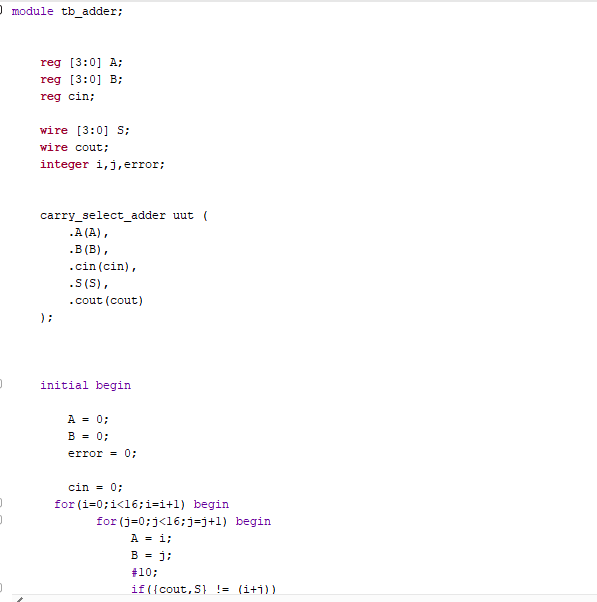 module tb_adder;
reg [3:0] A;
reg [3:0] B;
reg cin;
wire [3:0] S;
wire cout;
integer i,j,error;
carry_select_adder uut (
.A(A),
.B(B),
.cin(cin),
.S(S),
.cout(cout)
);
initial begin
A = 0;
B = 0;
error = 0;
cin = 0;
for(i=0;i<16;i=i+1) begin
for(j=0;j<16;j=j+1) begin
A = i;
B = j;
#10;
if({cout,S} != (i+j))